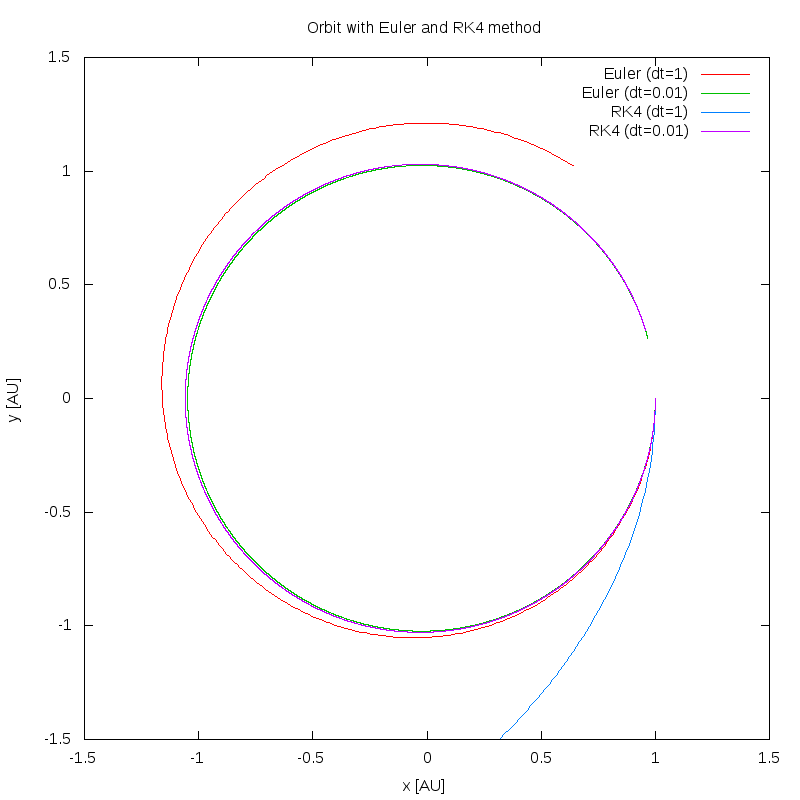 Orbit with Euler and RK4 method
Euler (dt=1)
Euler (dt=0.01)
RK4 (dt=1)
RK4 (dt=0.01)
1.5
1
0.5
0
-0.5
-1
-1.5
y [AU]
-1.5 -1 -0.5 0 0.5 1 1.5
x [AU]